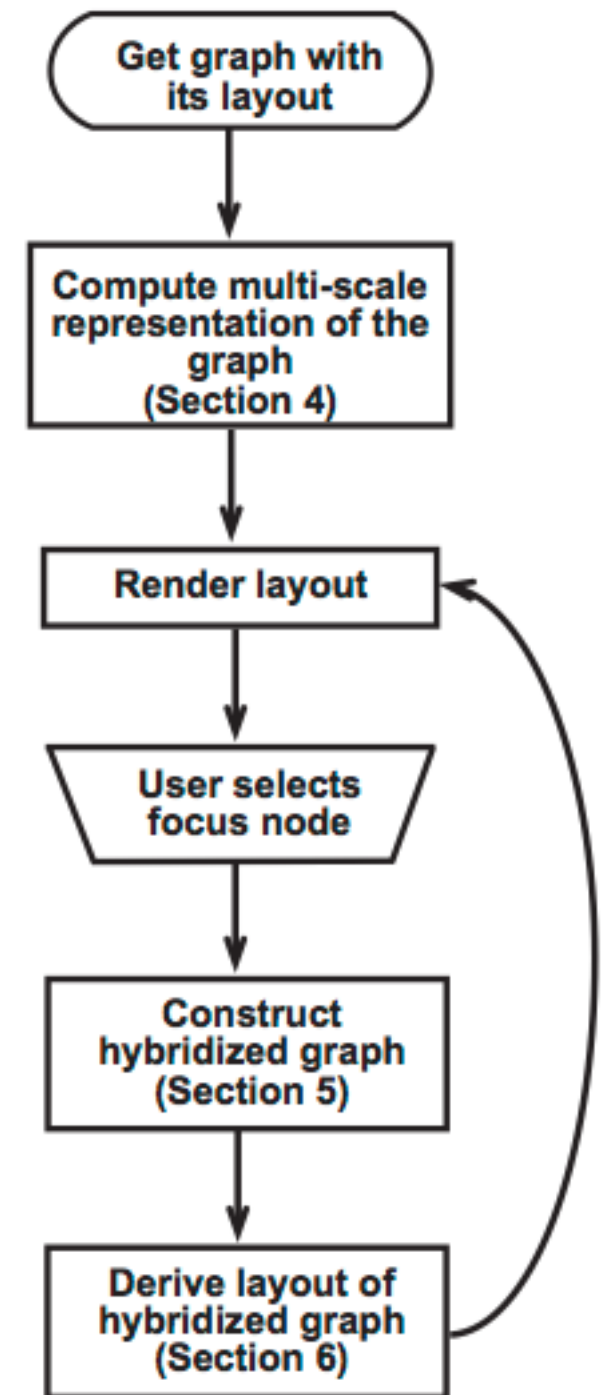 Get graph with
its layout
Compute multi-scale
representation of the
graph
(Section 4)
Render layout
User selects
focus node
Construct
hybridized graph
(Section 5)
Derive layout of
hybridized graph
(Section 6)